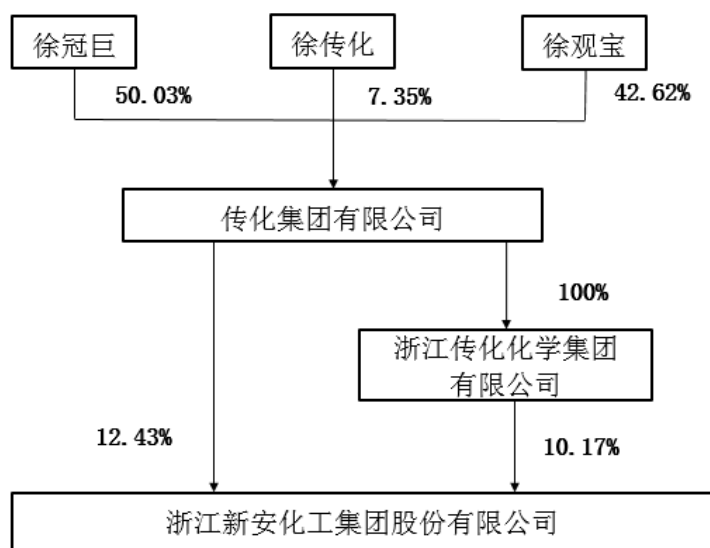 徐冠巨
徐传化
徐观宝
50.03%
7.35%
42.62%
传化集团有限公司
100%
浙江传化化学集团
有限公司
12.43%
10.17%
浙江新安化工集团股份有限公司